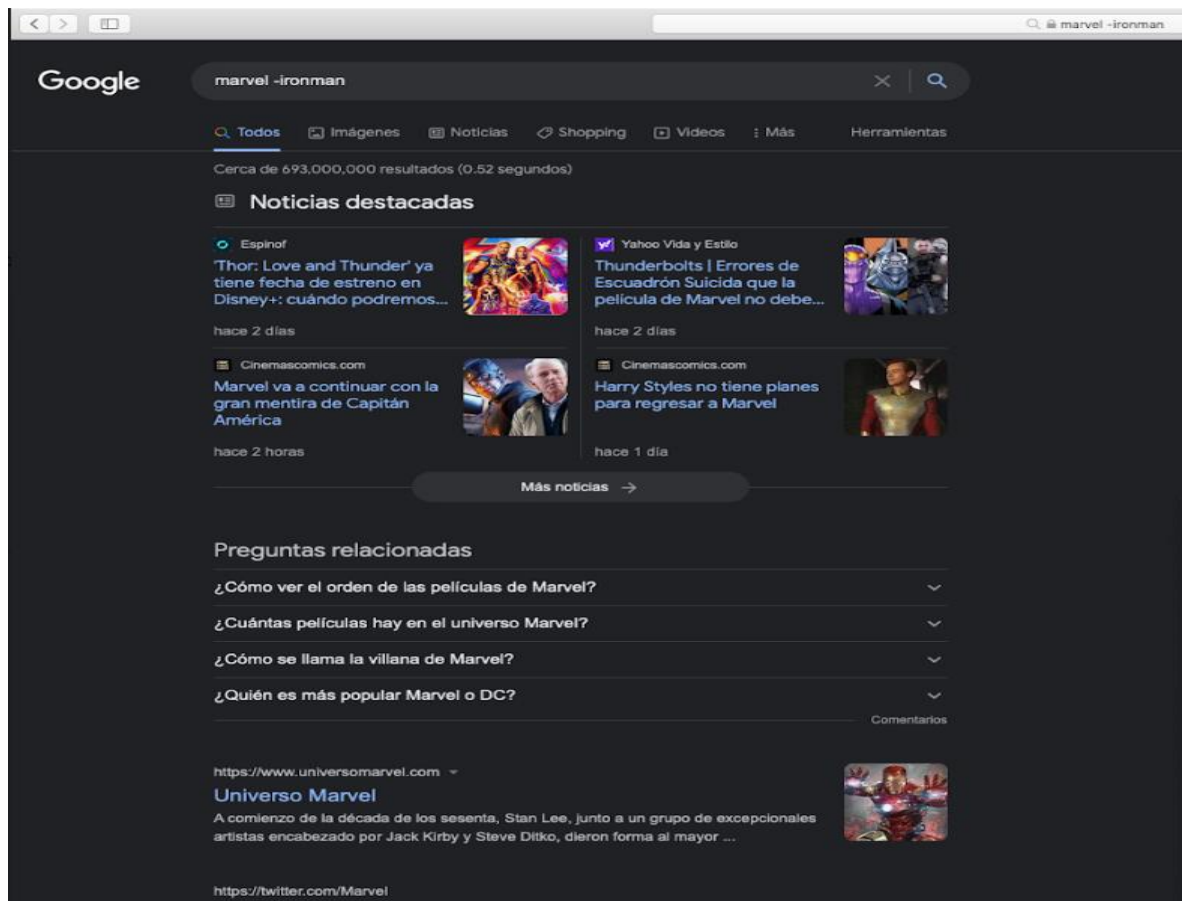 marvel -ironman
Google
marvel -ironman
Todos Imágenes Noticias Shopping Videos Más Herramientas
Cerca de 693,000,000 resultados (0.52 segundos)
Noticias destacadas
Espinof
'Thor: Love and Thunder' ya
tiene fecha de estreno en
Disney+: cuándo podremos...
hace 2 días
Yahoo Vida y Estilo
Thunderbolts | Errores de
Escuadrón Suicida que la
película de Marvel no debe...
hace 2 días
Cinemascomics.com
Marvel va a continuar con la
gran mentira de Capitán
América
hace 2 horas
Cinemascomics.com
Harry Styles no tiene planes
para regresar a Marvel
hace 1 día
Más noticias →
Preguntas relacionadas
¿Cómo ver el orden de las películas de Marvel?
¿Cuántas películas hay en el universo Marvel?
¿Cómo se llama la villana de Marvel?
¿Quién es más popular Marvel o DC?
Comentarios
https://www.universomarvel.com
Universo Marvel
A comienzo de la década de los sesenta, Stan Lee, junto a un grupo de excepcionales
artistas encabezado por Jack Kirby y Steve Ditko, dieron forma al mayor ...
https://twitter.com/Marvel